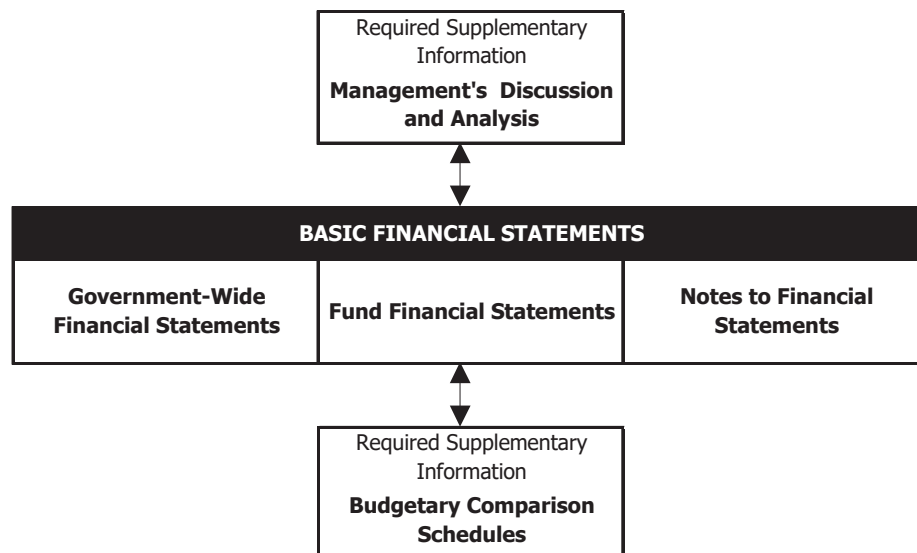 Required Supplementary
Information
Management's Discussion
and Analysis
BASIC FINANCIAL STATEMENTS
Government-Wide
Financial Statements
Fund Financial Statements
Notes to Financial
Statements
Required Supplementary
Information
Budgetary Comparison
Schedules